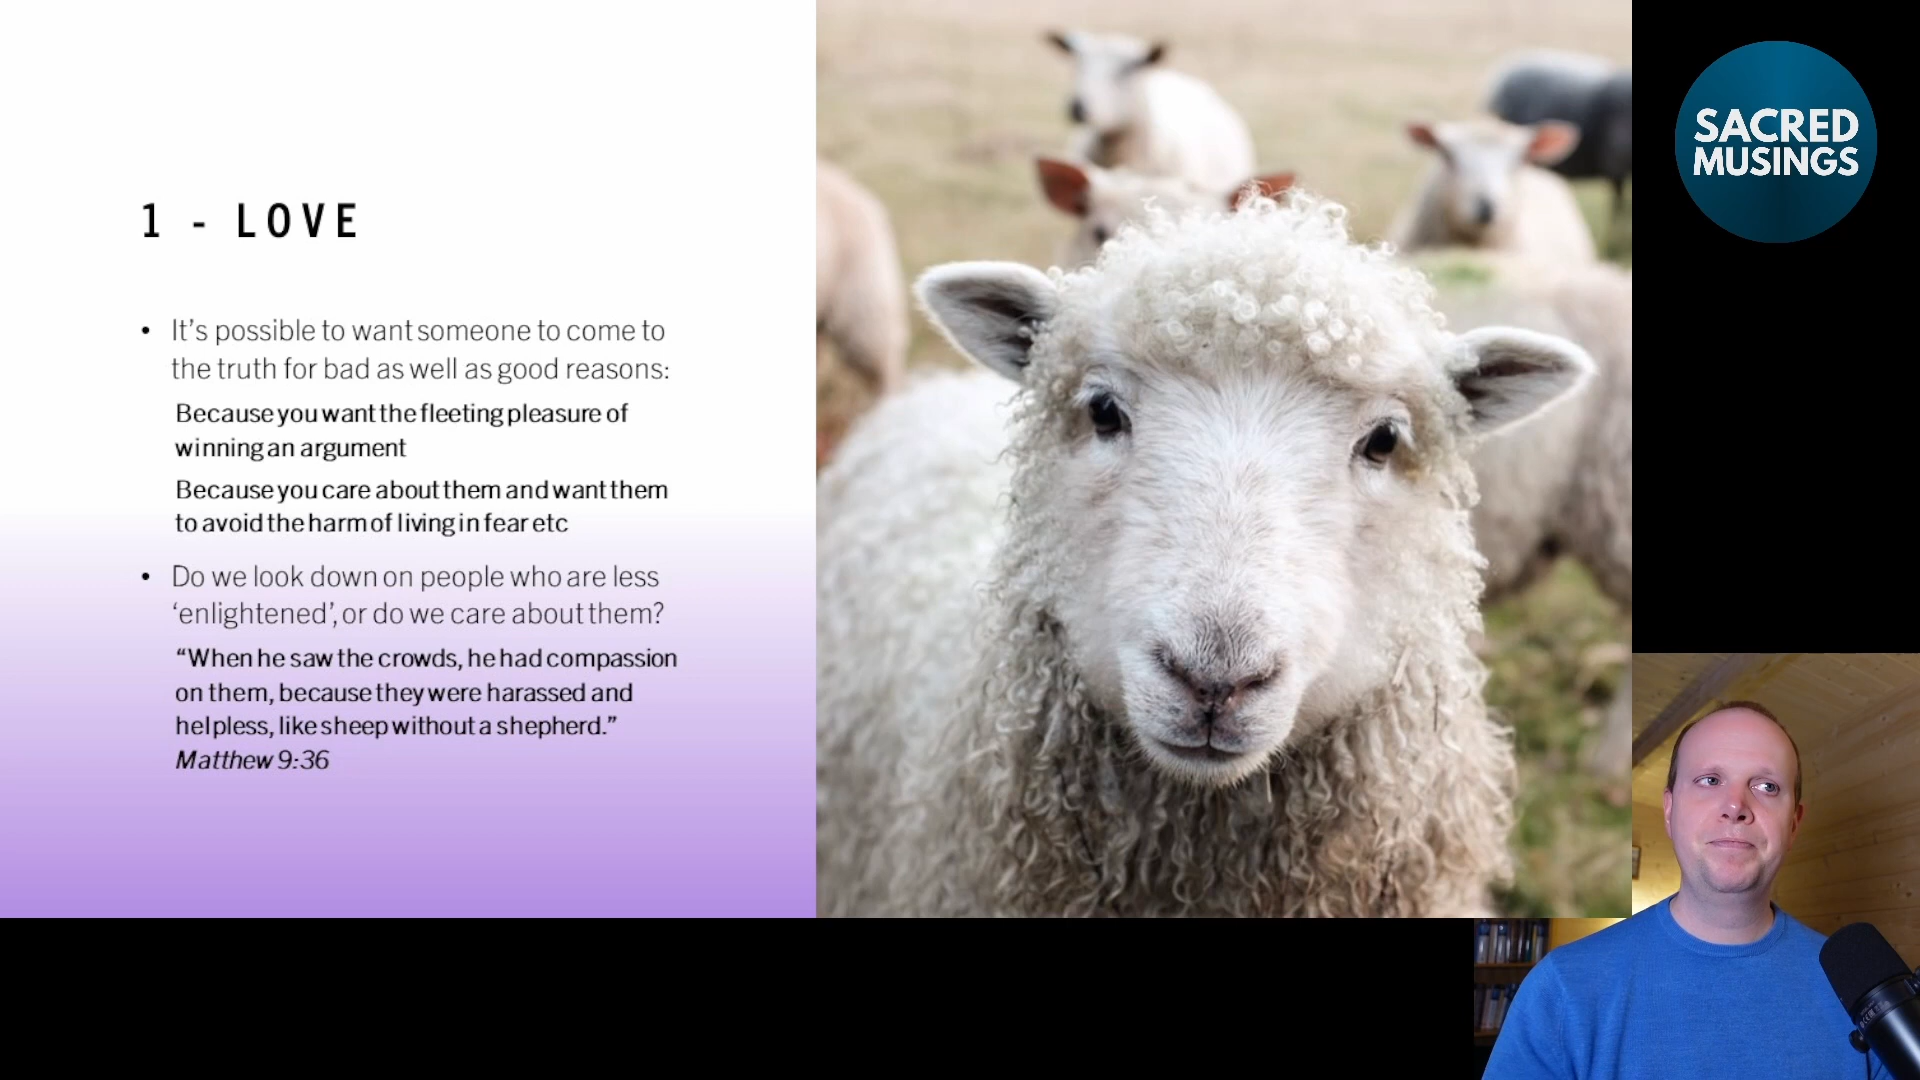 1 - LOVE
• It's possible to want someone to come to
the truth for bad as well as good reasons:
Because you want the fleeting pleasure of
winning an argument
Because you care about them and want them
to avoid the harm of living in fear etc
• Do we look down on people who are less
‘enlightened’, or do we care about them?
“When he saw the crowds, he had compassion
on them, because they were harassed and
helpless, like sheep without a shepherd.”
Matthew 9:36
SACRED
MUSINGS